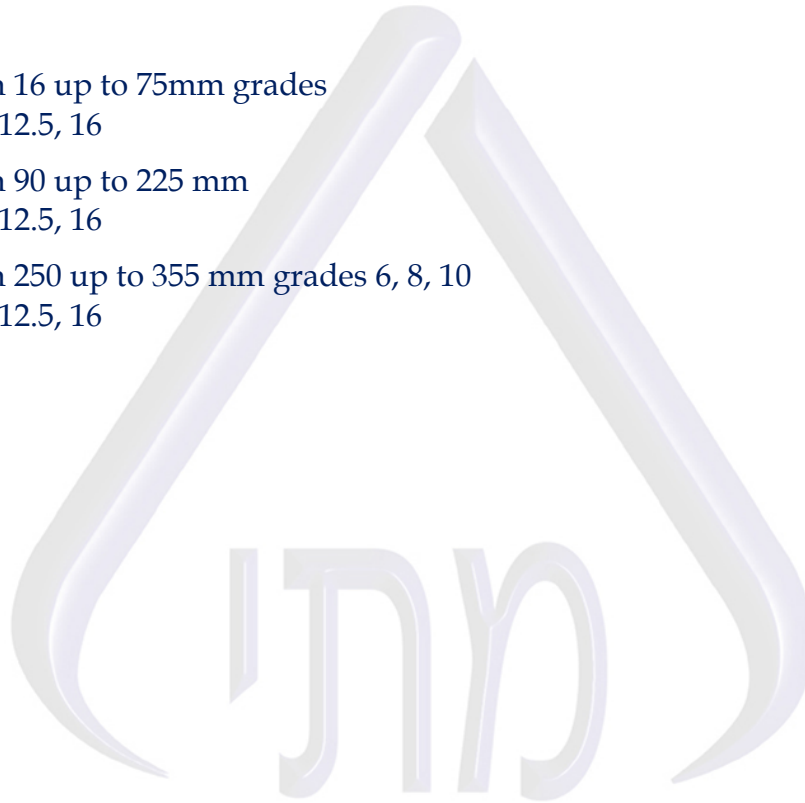 n 16 up to 75mm grades
12.5, 16
n 90 up to 225 mm
12.5, 16
n 250 up to 355 mm grades 6, 8, 10
12.5, 16
מתי